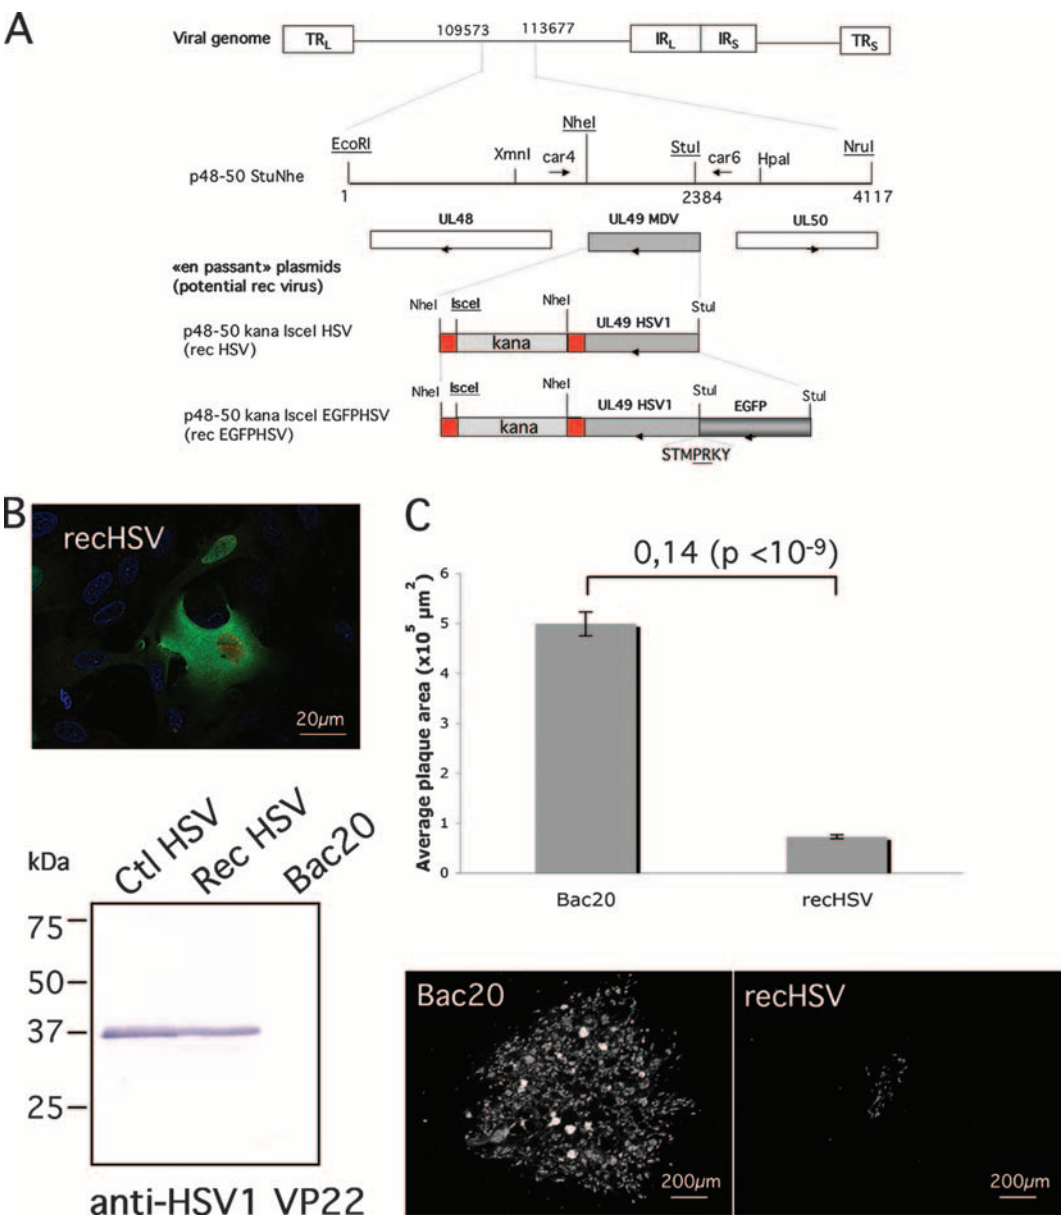 A
Viral genome
TRL
109573
113677
IRL
IRS
TRS
EcoRI
XmnI
car4
NheI
StuI
car6
HpaI
NruI
p48-50 StuNhe
1
2384
4117
UL48
UL49 MDV
UL50
«en passant» plasmids
(potential rec virus)
NheI
IsceI
NheI
StuI
p48-50 kana IsceI HSV
(rec HSV)
kana
UL49 HSV1
NheI
IsceI
NheI
StuI
StuI
p48-50 kana IsceI EGFPHSV
(rec EGFPHSV)
kana
UL49 HSV1
EGFP
STMPRKY
B
recHSV
20µm
kDa
Ctl HSV
Rec HSV
Bac20
75
50
37
25
anti-HSV1 VP22
C
0,14 (p <10-9)
Average plaque area (x10⁵ µm²)
6
5
4
3
2
1
0
Bac20
recHSV
Bac20
200µm
recHSV
200µm